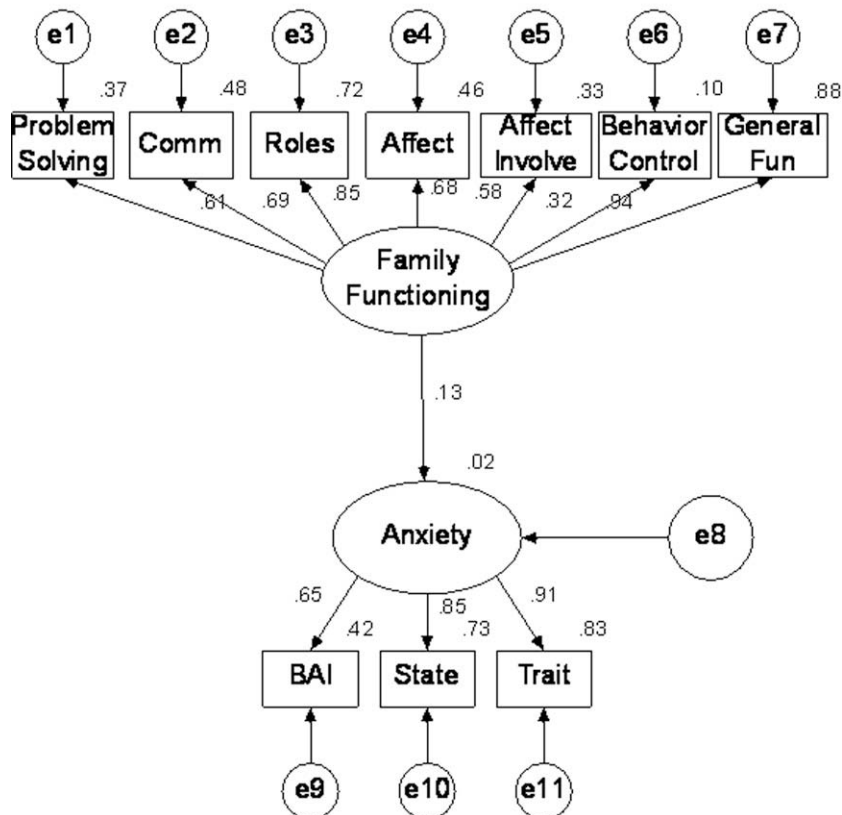 e1
e2
e3
e4
e5
e6
e7
.37
.48
.72
.46
.33
.10
.88
Problem
Solving
Comm
Roles
Affect
Affect
Involve
Behavior
Control
General
Fun
.61
.69
.85
.68
.58
.32
.94
Family
Functioning
.13
.02
Anxiety
e8
.65
.85
.91
.42
.73
.83
BAI
State
Trait
e9
e10
e11